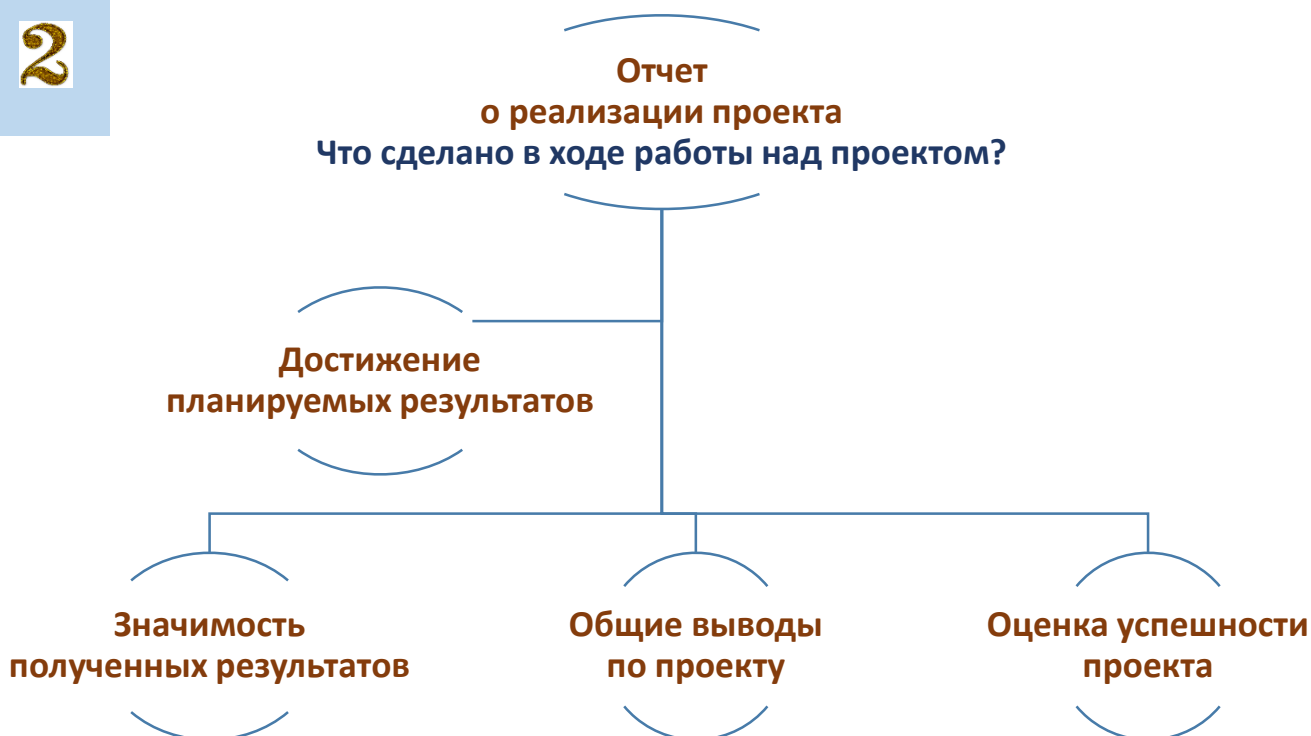 2
Отчет
о реализации проекта
Что сделано в ходе работы над проектом?
Достижение
планируемых результатов
Значимость
полученных результатов
Общие выводы
по проекту
Оценка успешности
проекта